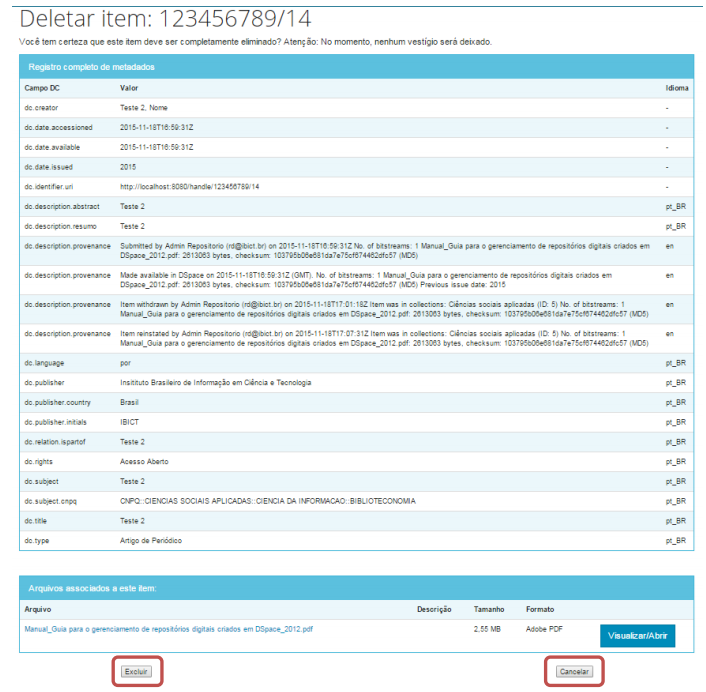 Deletar item: 123456789/14
Você tem certeza que este item deve ser completamente eliminado? Atenção: No momento, nenhum vestígio será deixado.
Registro completo de metadados
Campo DC Valor Idioma
dc.creator Teste 2, Nome -
dc.date.accessioned 2015-11-18T16:59:31Z -
dc.date.available 2015-11-18T16:59:31Z -
dc.date.issued 2015 -
dc.identifier.uri http://localhost:8080/handle/123456789/14 -
dc.description.abstract Teste 2 pt_BR
dc.description.resumo Teste 2 pt_BR
dc.description.provenance Submitted by Admin Repositorio (rd@ibict.br) on 2015-11-18T16:59:31Z No. of bitstreams: 1 Manual_Guia para o gerenciamento de repositórios digitais criados em en
DSpace_2012.pdf: 2613063 bytes, checksum: 103795b06e681da7e75cf674462dfc57 (MD5)
dc.description.provenance Made available in DSpace on 2015-11-18T16:59:31Z (GMT). No. of bitstreams: 1 Manual_Guia para o gerenciamento de repositórios digitais criados em en
DSpace_2012.pdf: 2613063 bytes, checksum: 103795b06e681da7e75cf674462dfc57 (MD5) Previous issue date: 2015
dc.description.provenance Item withdrawn by Admin Repositorio (rd@ibict.br) on 2015-11-18T17:01:18Z Item was in collections: Ciências sociais aplicadas (ID: 5) No. of bitstreams: 1 en
Manual_Guia para o gerenciamento de repositórios digitais criados em DSpace_2012.pdf: 2613063 bytes, checksum: 103795b06e681da7e75cf674462dfc57 (MD5)
dc.description.provenance Item reinstated by Admin Repositorio (rd@ibict.br) on 2015-11-18T17:07:31Z Item was in collections: Ciências sociais aplicadas (ID: 5) No. of bitstreams: 1 en
Manual_Guia para o gerenciamento de repositórios digitais criados em DSpace_2012.pdf: 2613063 bytes, checksum: 103795b06e681da7e75cf674462dfc57 (MD5)
dc.language por pt_BR
dc.publisher Insitituto Brasileiro de Informação em Ciência e Tecnologia pt_BR
dc.publisher.country Brasil pt_BR
dc.publisher.initials IBICT pt_BR
dc.relation.ispartof Teste 2 pt_BR
dc.rights Acesso Aberto pt_BR
dc.subject Teste 2 pt_BR
dc.subject.cnpq CNPQ::CIENCIAS SOCIAIS APLICADAS::CIENCIA DA INFORMACAO::BIBLIOTECONOMIA pt_BR
dc.title Teste 2 pt_BR
dc.type Artigo de Periódico pt_BR
Arquivos associados a este item:
Arquivo Descrição Tamanho Formato
Manual_Guia para o gerenciamento de repositórios digitais criados em DSpace_2012.pdf 2,55 MB Adobe PDF Visualizar/Abrir
Excluir Cancelar